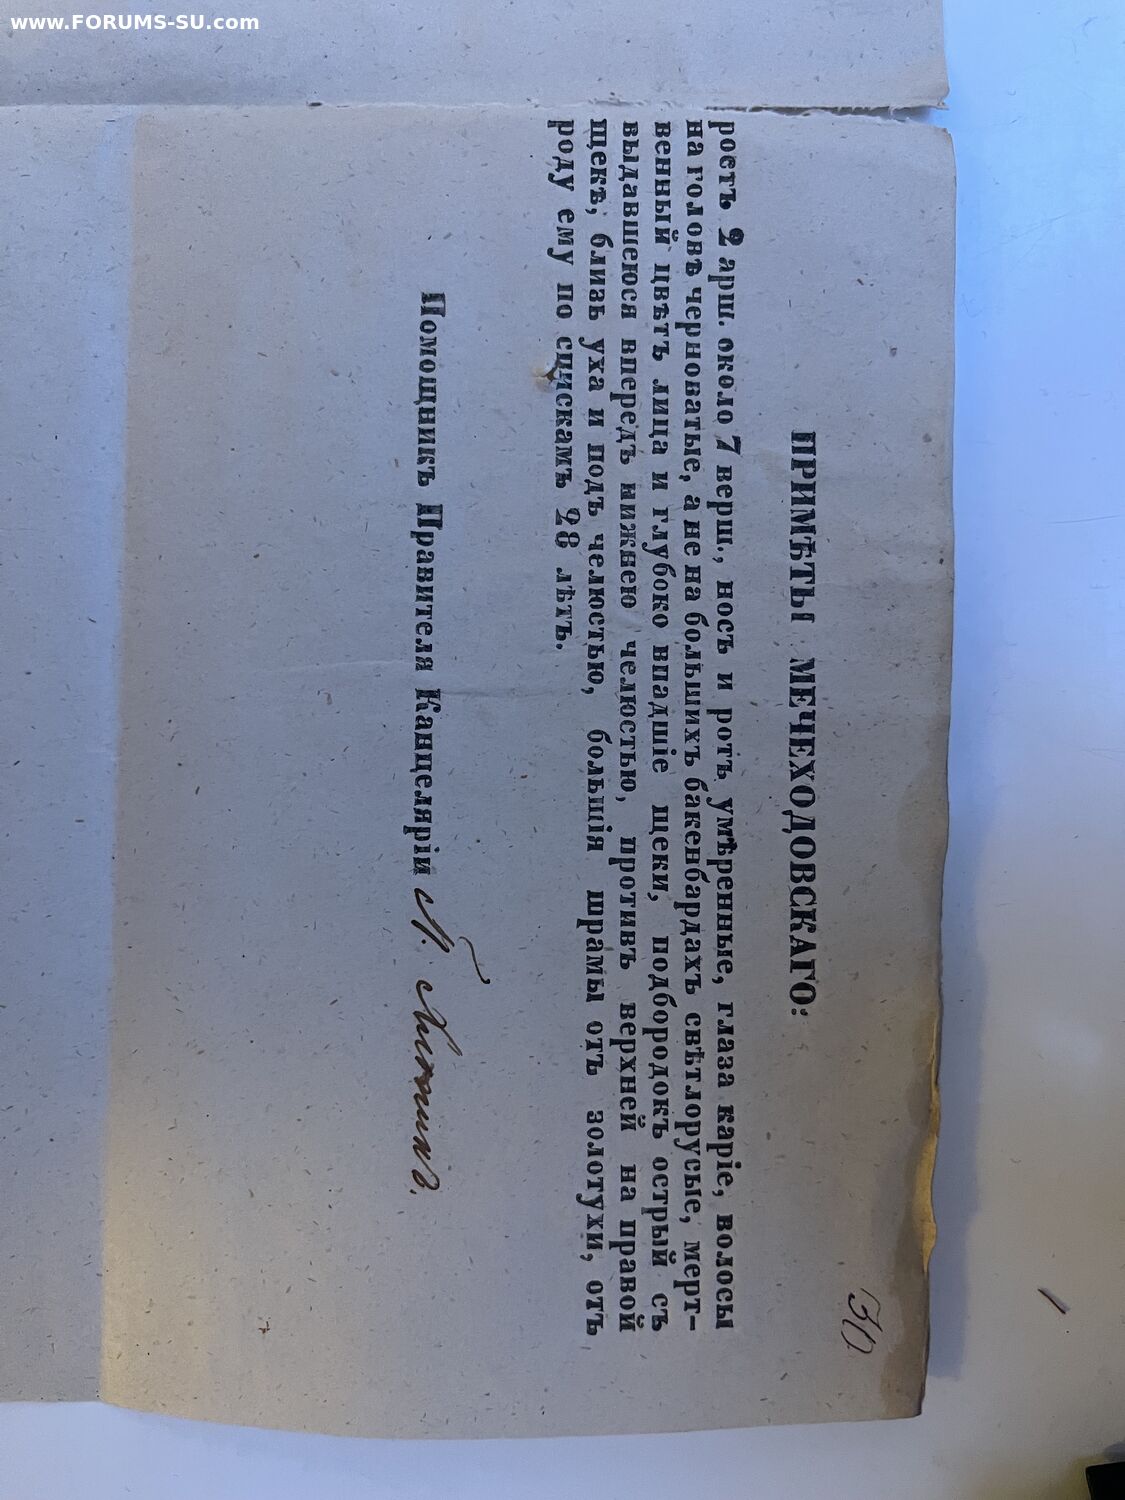 www.FORUMS-SU.com
30.
ПРИМѢТЫ МЕЧЕХОДОВСКАГО:
ростъ 2 арш. около 7 верш., носъ и ротъ умѣренные, глаза каріе, волосы
на головѣ черноватые, а не на большихъ бакенбардахъ свѣтлорусые, мерт-
венный цвѣтъ лица и глубоко впадшіе щеки, подбородокъ острый съ
выдавшеюся впередъ нижнею челюстью, противъ верхней на правой
щекѣ, близь уха и подъ челюстью, большія шрамы отъ золотухи, отъ
роду ему по спискамъ 28 лѣтъ.
Помощникъ Правителя Канцеляріи